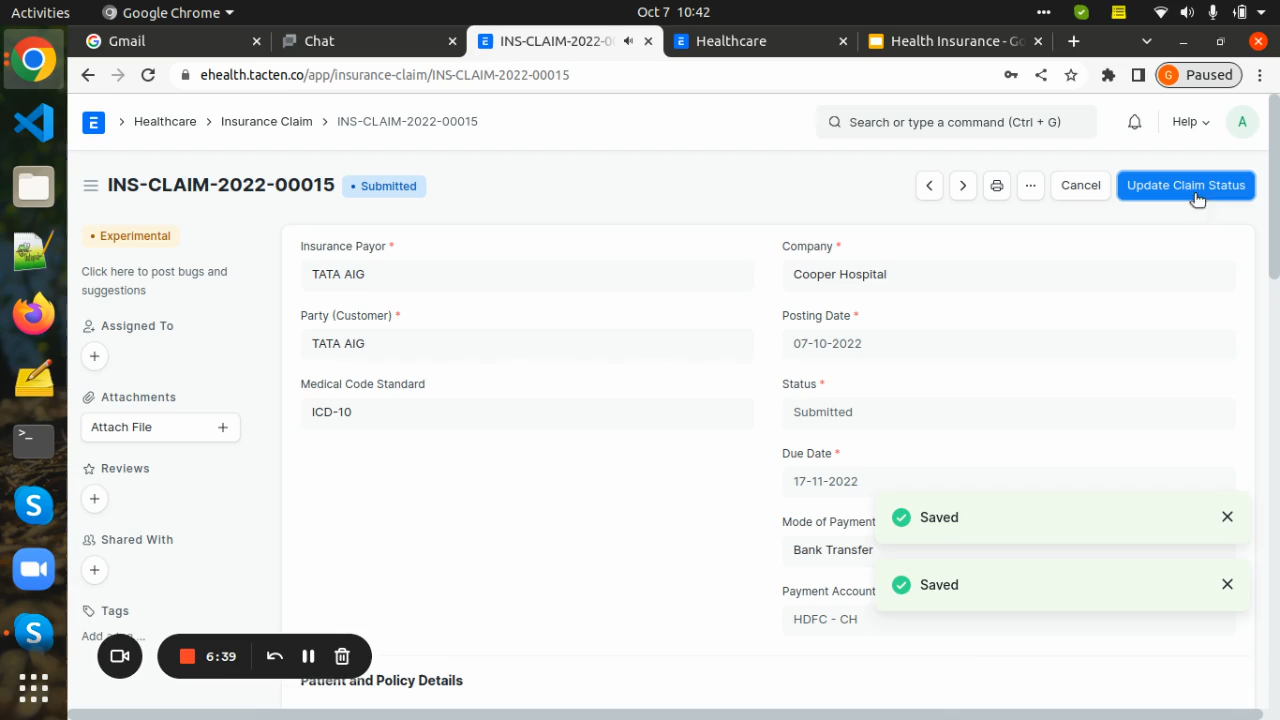 Activities
Google Chrome
Oct 7 10:42
Gmail
Chat
INS-CLAIM-2022-00
Healthcare
Health Insurance - Go
ehealth.tacten.co/app/insurance-claim/INS-CLAIM-2022-00015
G
Paused
E
Healthcare
Insurance Claim
INS-CLAIM-2022-00015
Search or type a command (Ctrl + G)
Help
A
INS-CLAIM-2022-00015
• Submitted
Cancel
Update Claim Status
• Experimental
Click here to post bugs and
suggestions
Assigned To
Attachments
Attach File
Reviews
Shared With
Tags
Add a tag ...
Insurance Payor *
TATA AIG
Party (Customer) *
TATA AIG
Medical Code Standard
ICD-10
Company *
Cooper Hospital
Posting Date *
07-10-2022
Status *
Submitted
Due Date *
17-11-2022
Mode of Payment
Bank Transfer
Payment Account
HDFC - CH
Saved
Saved
6:39
Patient and Policy Details